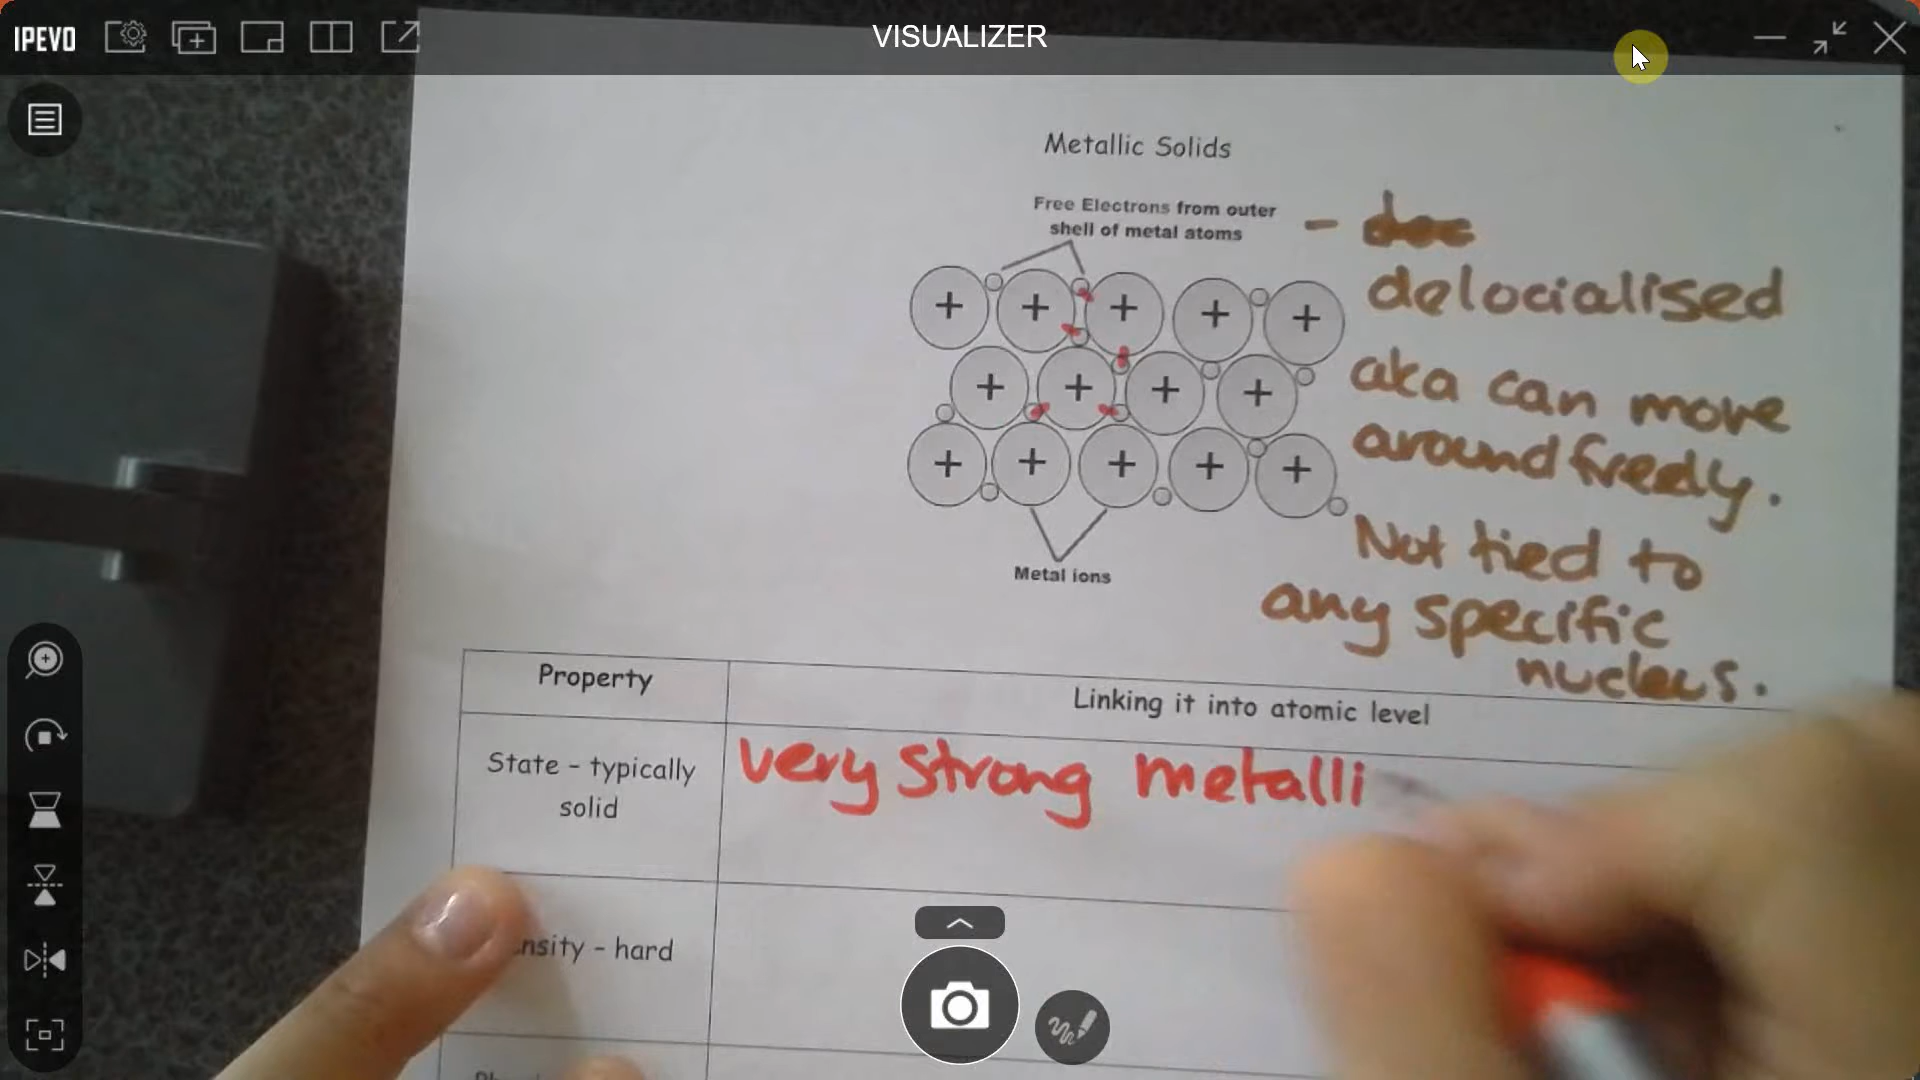 IPEVO
VISUALIZER
Metallic Solids
Free Electrons from outer
shell of metal atoms
-
delocialised
aka can move
around freely.
Not tied to
any specific
nucleus.
+ + + + +
+ + + +
+ + + + +
Metal ions
Property
Linking it into atomic level
State - typically
solid
very strong metalli
nsity - hard